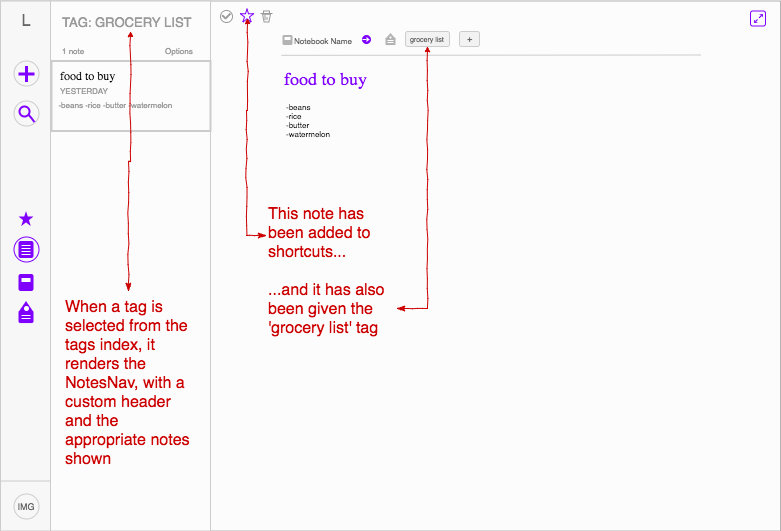 L
TAG: GROCERY LIST
1 note
Options
food to buy
YESTERDAY
-beans -rice -butter -watermelon
When a tag is
selected from the
tags index, it
renders the
NotesNav, with a
custom header
and the
appropriate notes
shown
IMG
Notebook Name
grocery list
+
food to buy
-beans
-rice
-butter
-watermelon
This note has
been added to
shortcuts...
...and it has also
been given the
'grocery list' tag